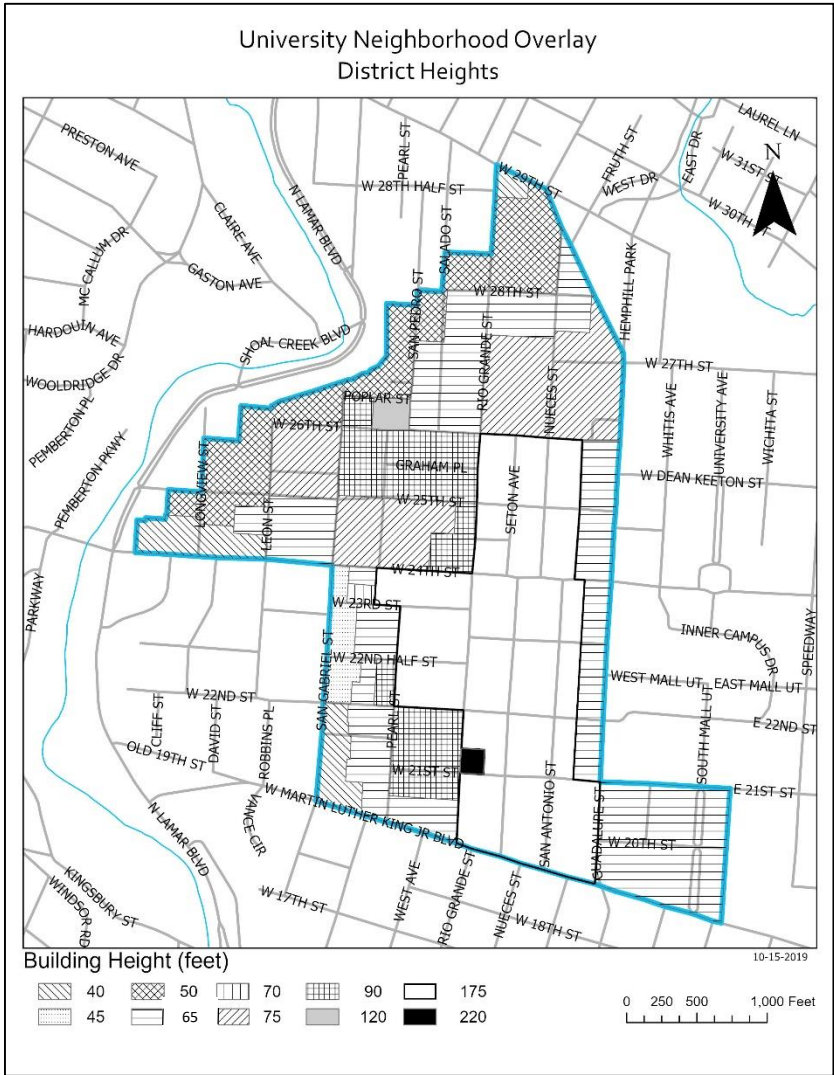 University Neighborhood Overlay
District Heights
LAUREL LN
PRESTON AVE
PEARL ST
FRUTH ST
EAST DR
W 31ST ST
N
W 29TH ST
WEST DR
W 28TH HALF ST
N LAMAR BLVD
CLAIRE AVE
W 30TH ST
SALADO ST
MC CALLUM DR
GASTON AVE
W 28TH ST
HEMPHILL PARK
SAN PEDRO ST
HARDOUIN AVE
SHOAL CREEK BLVD
RIO GRANDE ST
W 27TH ST
WOOLDRIDGE DR
NUECES ST
PEMBERTON PL
POPLAR ST
WHITIS AVE
UNIVERSITY AVE
WICHITA ST
W 26TH ST
PEMBERTON PKWY
LONGVIEW ST
GRAHAM PL
SETON AVE
W DEAN KEETON ST
W 25TH ST
LEON ST
W 24TH ST
PARKWAY
W 23RD ST
INNER CAMPUS DR
SPEEDWAY
SAN GABRIEL ST
W 22ND HALF ST
WEST MALL UT
EAST MALL UT
W 22ND ST
CLIFF ST
DAVID ST
ROBBINS PL
PEARL ST
SOUTH MALL UT
E 22ND ST
OLD 19TH ST
W 21ST ST
E 21ST ST
N LAMAR BLVD
VANCE CIR
W MARTIN LUTHER KING JR BLVD
SAN ANTONIO ST
GUADALUPE ST
W 20TH ST
KINGSBURY ST
WINDSOR RD
W 17TH ST
WEST AVE
RIO GRANDE ST
NUECES ST
W 18TH ST
10-15-2019
Building Height (feet)
40 50 70 90 175
45 65 75 120 220
0 250 500 1,000 Feet